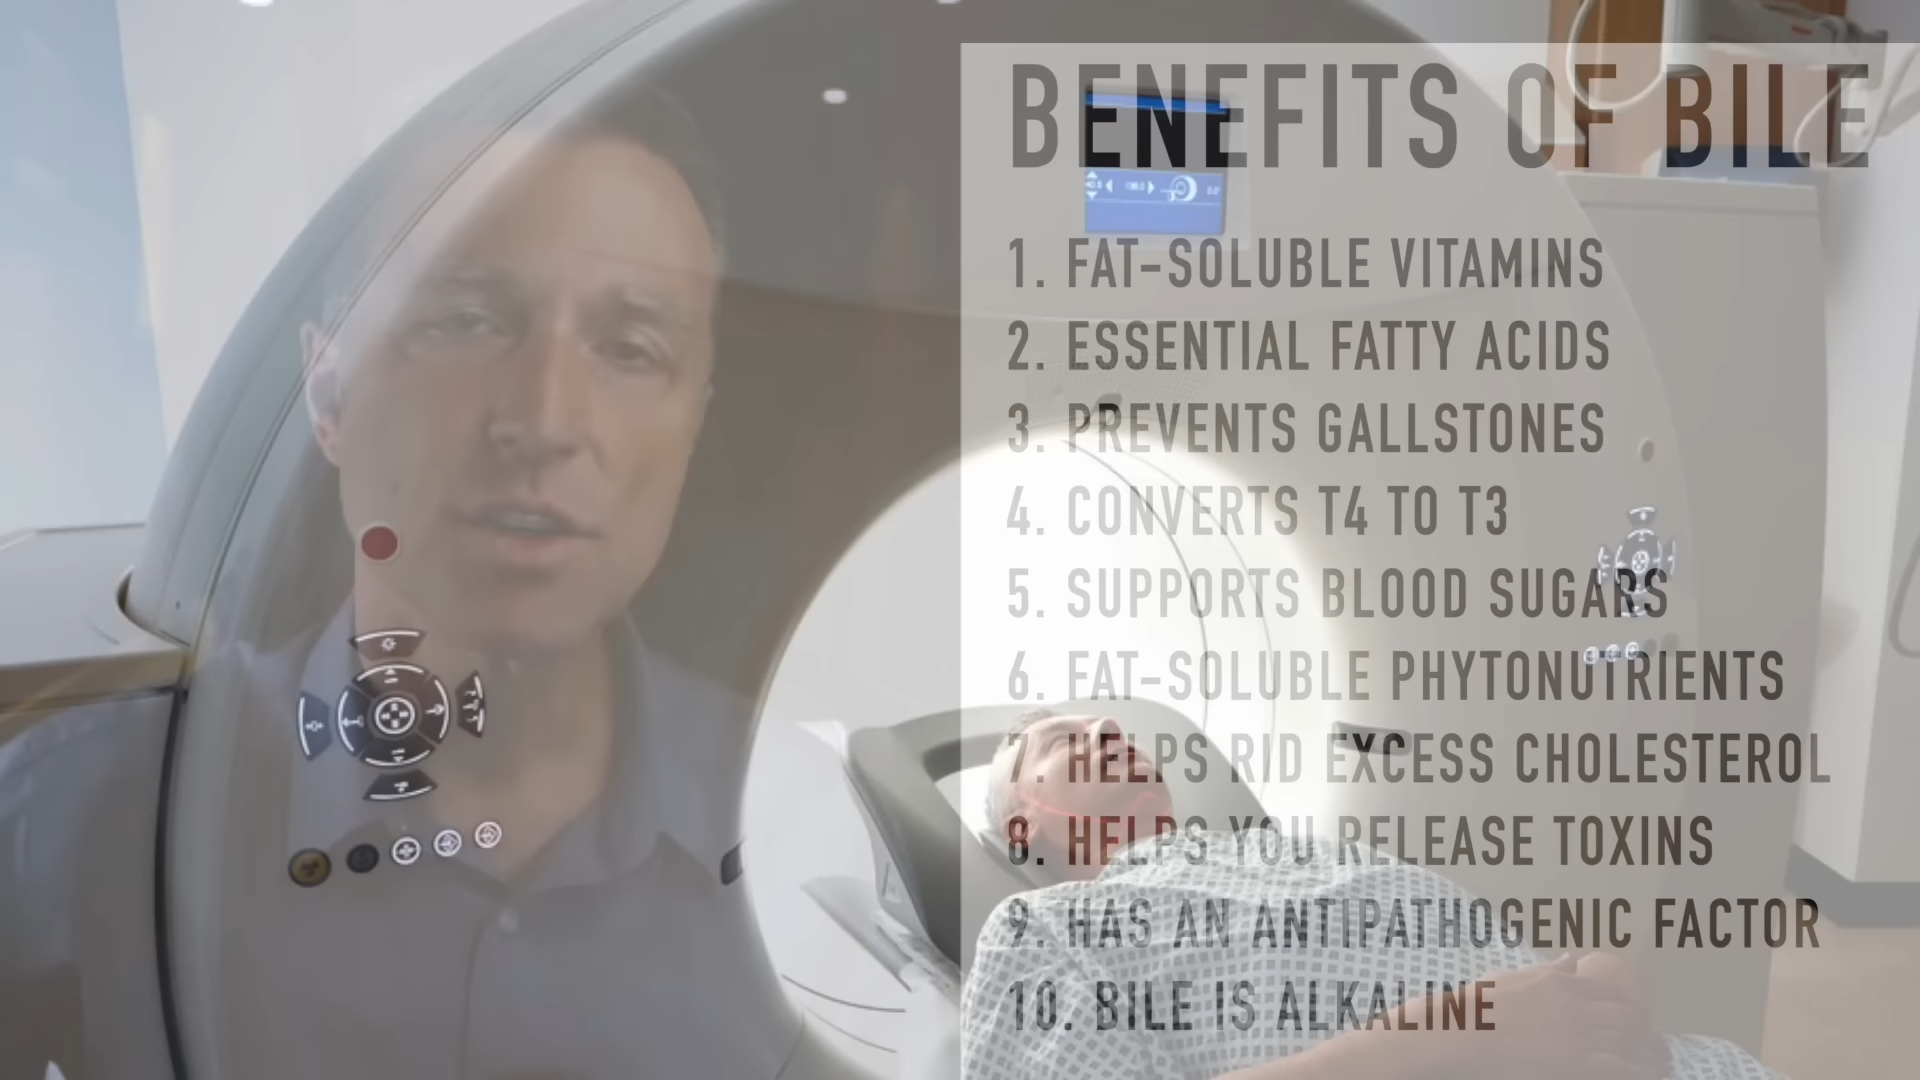 BENEFITS OF BILE
1. FAT-SOLUBLE VITAMINS
2. ESSENTIAL FATTY ACIDS
3. PREVENTS GALLSTONES
4. CONVERTS T4 TO T3
5. SUPPORTS BLOOD SUGARS
6. FAT-SOLUBLE PHYTONUTRIENTS
7. HELPS RID EXCESS CHOLESTEROL
8. HELPS YOU RELEASE TOXINS
9. HAS AN ANTIPATHOGENIC FACTOR
10. BILE IS ALKALINE